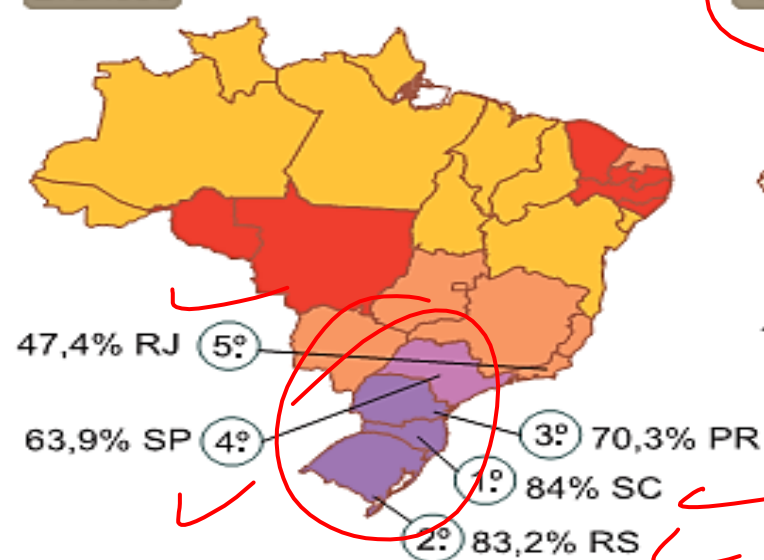 47,4% RJ 5º
63,9% SP 4º
3º 70,3% PR
1º 84% SC
2º 83,2% RS